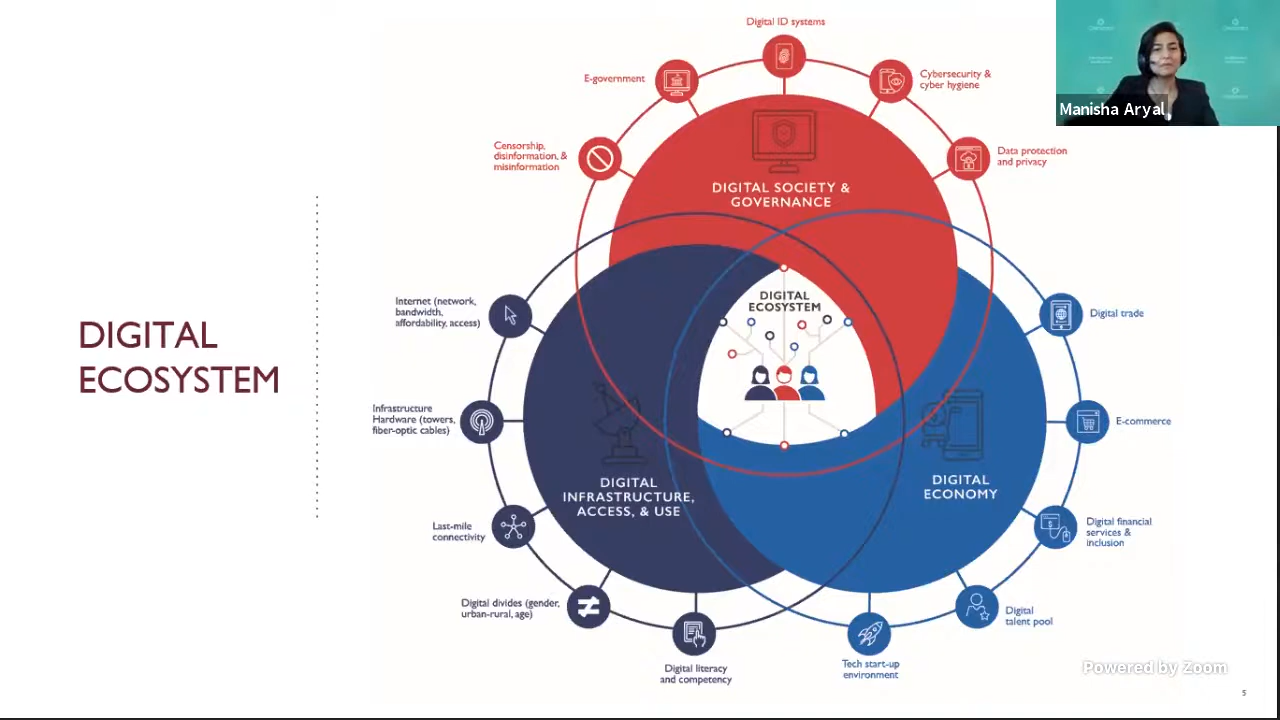 DIGITAL
ECOSYSTEM
Digital ID systems
E-government
Cybersecurity &
cyber hygiene
Censorship,
disinformation, &
misinformation
Data protection
and privacy
DIGITAL SOCIETY &
GOVERNANCE
DIGITAL
ECOSYSTEM
Internet (network,
bandwidth,
affordability, access)
Infrastructure
Hardware (towers,
fiber-optic cables)
Last-mile
connectivity
Digital divides (gender,
urban-rural, age)
Digital literacy
and competency
DIGITAL
INFRASTRUCTURE,
ACCESS, & USE
Digital trade
E-commerce
Digital financial
services &
inclusion
Digital
talent pool
Tech start-up
environment
DIGITAL
ECONOMY
Manisha Aryal
Powered by Zoom
5